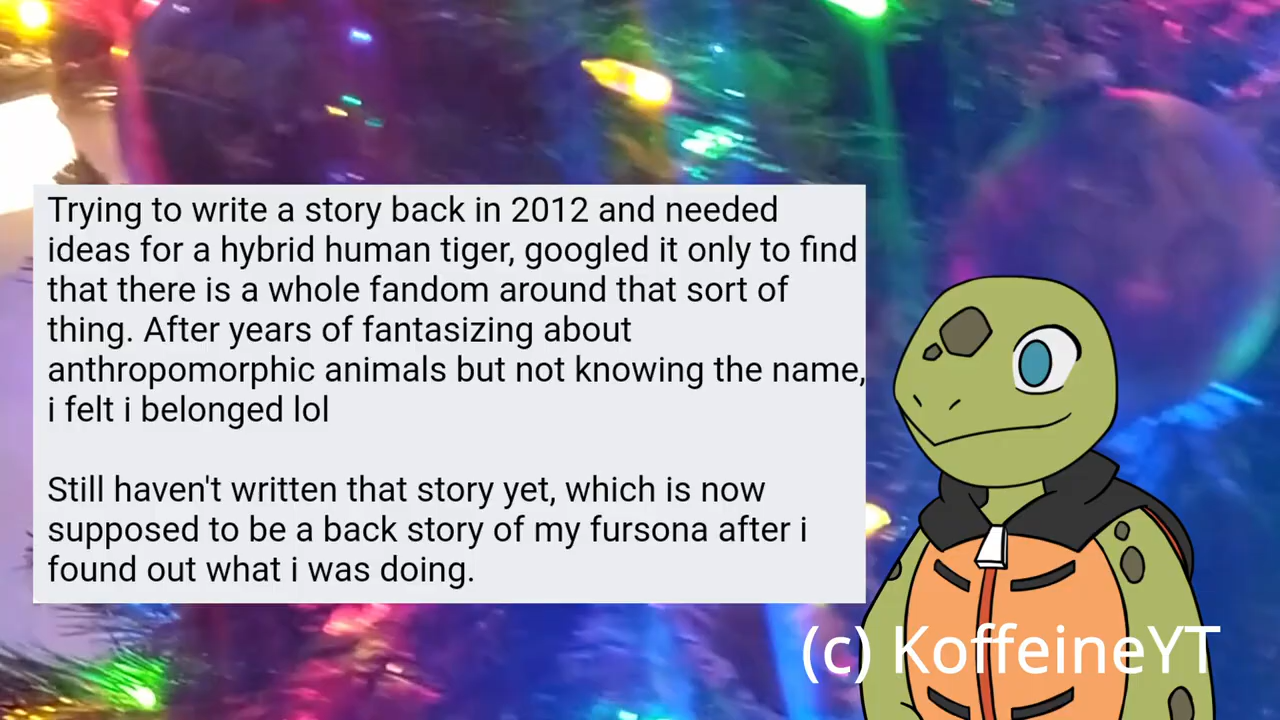 Trying to write a story back in 2012 and needed
ideas for a hybrid human tiger, googled it only to find
that there is a whole fandom around that sort of
thing. After years of fantasizing about
anthropomorphic animals but not knowing the name,
i felt i belonged lol
Still haven't written that story yet, which is now
supposed to be a back story of my fursona after i
found out what i was doing.
(c) KoffeineYT